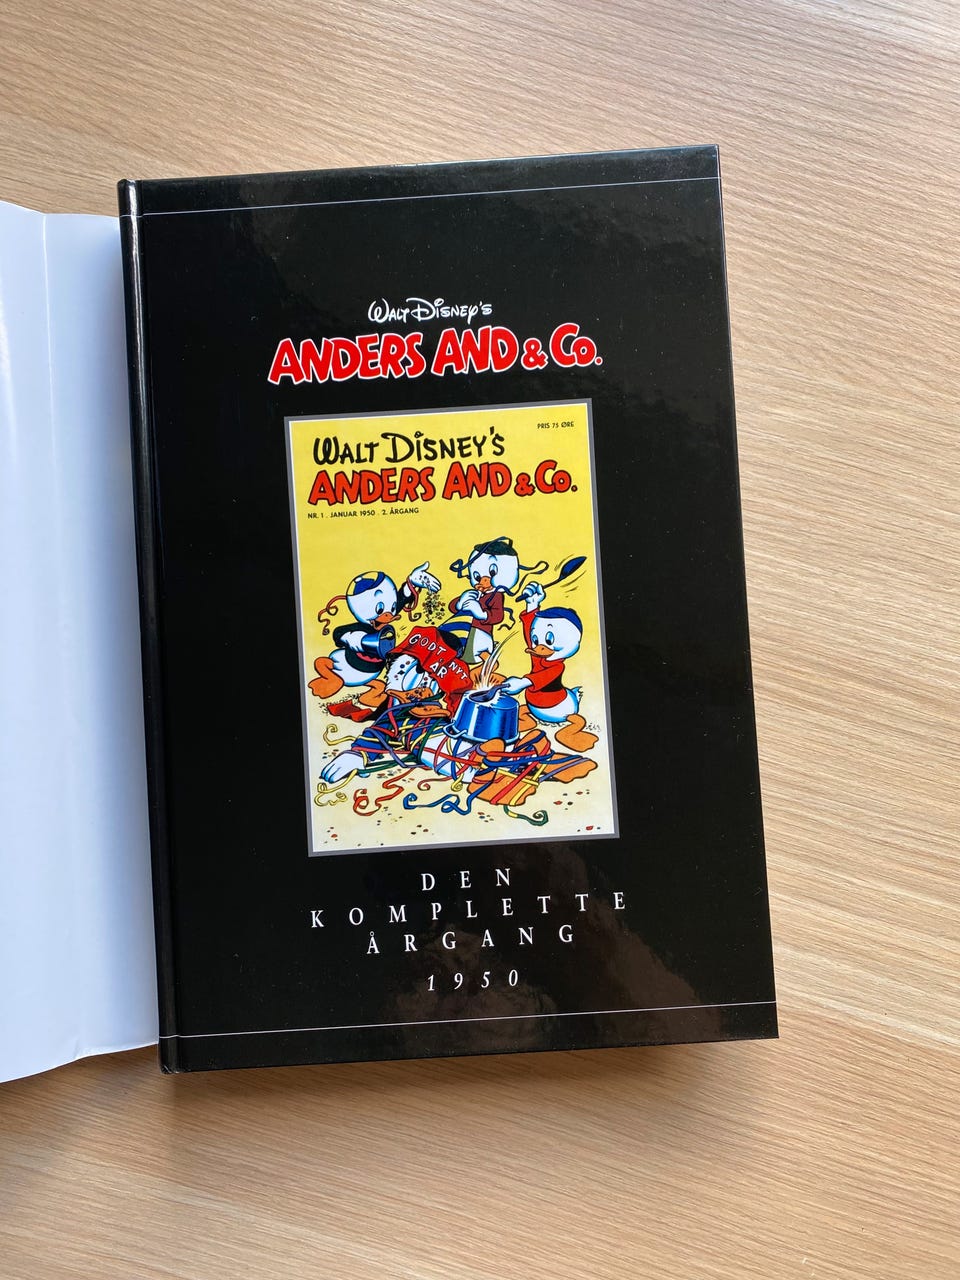 WALT DISNEY'S
ANDERS AND & CO.
PRIS 75 ØRE
WALT DISNEY'S
ANDERS AND & CO.
NR. 1 . JANUAR 1950 . 2. ÅRGANG
GODT NYT
ÅR
DEN
KOMPLETTE
ÅRGANG
1950